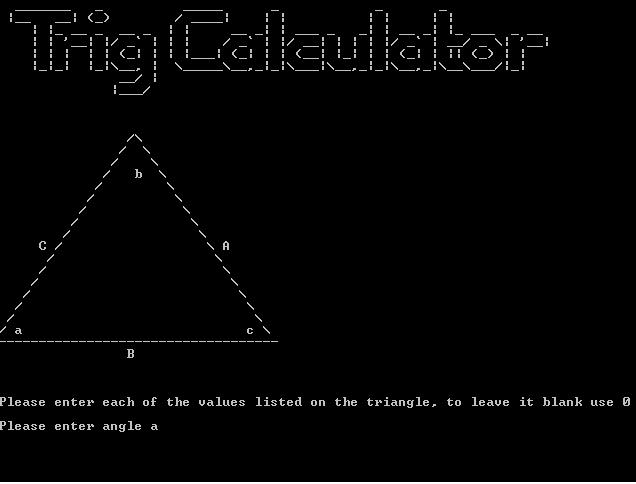 Trig Calculator
b
C A
a c
B
Please enter each of the values listed on the triangle, to leave it blank use 0
Please enter angle a